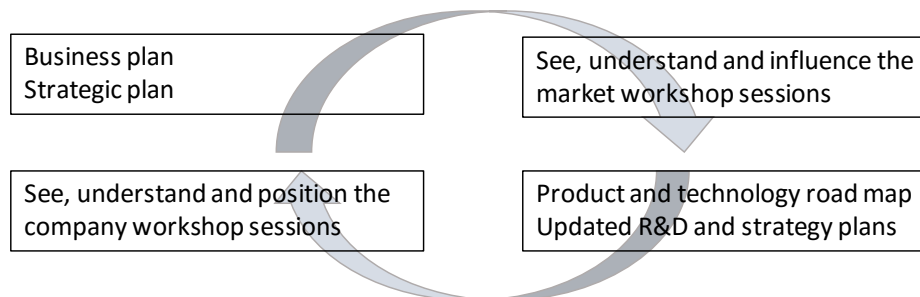 Business plan
Strategic plan
See, understand and influence the
market workshop sessions
See, understand and position the
company workshop sessions
Product and technology road map
Updated R&D and strategy plans